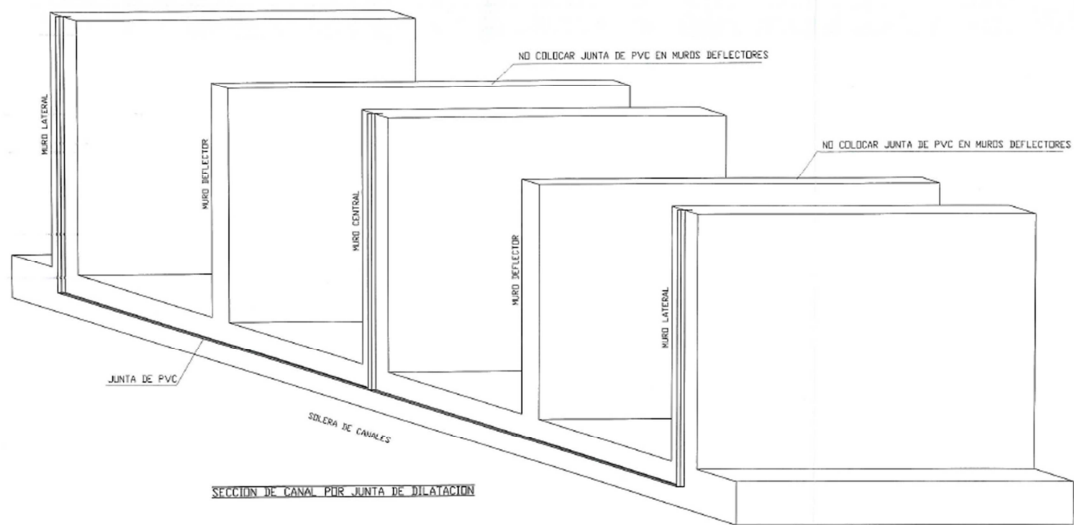 NO COLOCAR JUNTA DE PVC EN MUROS DEFLECTORES
MURO LATERAL
MURO DEFLECTOR
NO COLOCAR JUNTA DE PVC EN MUROS DEFLECTORES
MURO CENTRAL
MURO DEFLECTOR
MURO LATERAL
JUNTA DE PVC
SOLERA DE CANALES
SECCION DE CANAL POR JUNTA DE DILATACION